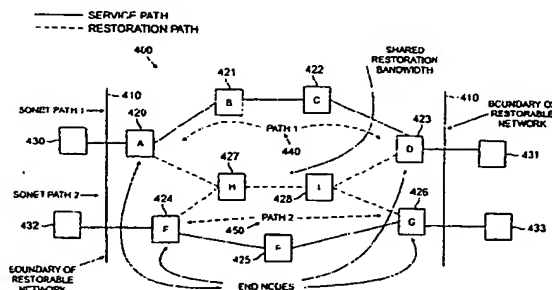 SERVICE PATH
RESTORATION PATH
400
SHARED
RESTORATION
BANDWIDTH
410
421
422
410
SONET PATH 1
420
B
C
423
BOUNDARY OF
RESTORABLE
NETWORK
430
A
PATH 1
440
D
431
427
H
I
428
426
SONET PATH 2
424
432
F
PATH 2
450
G
433
425
BOUNDARY OF
RESTORABLE
NETWORK
END NODES